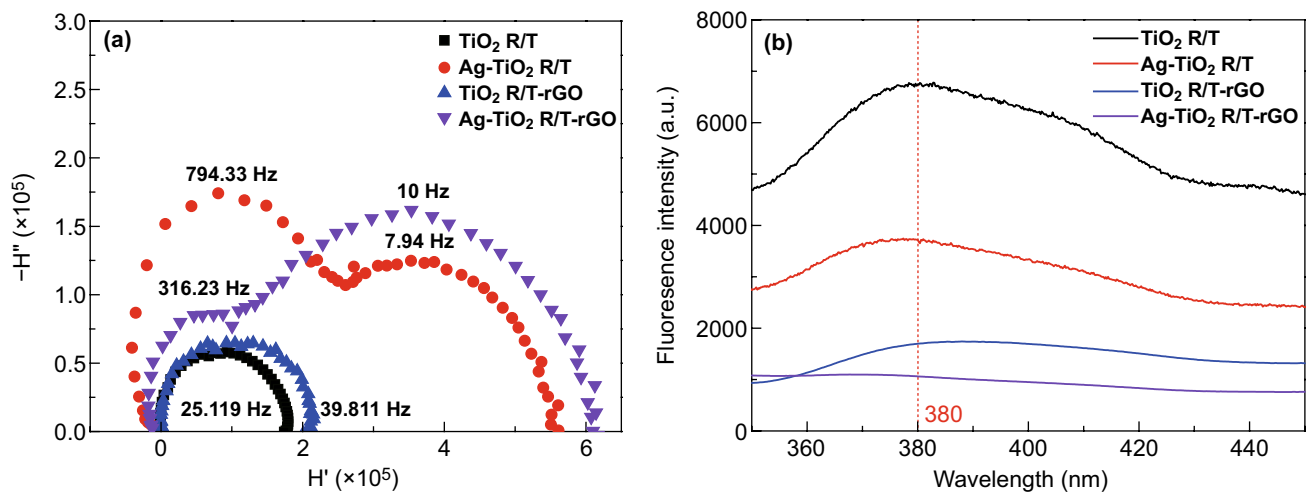 (a)
TiO₂ R/T
Ag-TiO₂ R/T
TiO₂ R/T-rGO
Ag-TiO₂ R/T-rGO
794.33 Hz
10 Hz
7.94 Hz
316.23 Hz
25.119 Hz
39.811 Hz
3.0
2.5
2.0
1.5
1.0
0.5
0.0
−H″ (×10⁵)
0 2 4 6
H′ (×10⁵)
(b)
TiO₂ R/T
Ag-TiO₂ R/T
TiO₂ R/T-rGO
Ag-TiO₂ R/T-rGO
380
8000
6000
4000
2000
0
Fluoresence intensity (a.u.)
360 380 400 420 440
Wavelength (nm)